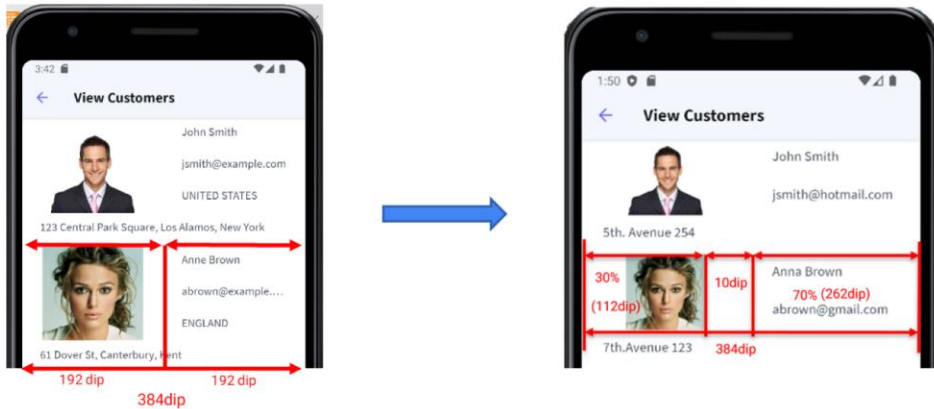 3:42
View Customers
John Smith
jsmith@example.com
UNITED STATES
123 Central Park Square, Los Alamos, New York
Anne Brown
abrown@example....
ENGLAND
61 Dover St, Canterbury, Kent
192 dip
192 dip
384dip
1:50
View Customers
John Smith
jsmith@hotmail.com
5th. Avenue 254
30%
(112dip)
10dip
Anna Brown
70% (262dip)
abrown@gmail.com
7th.Avenue 123
384dip